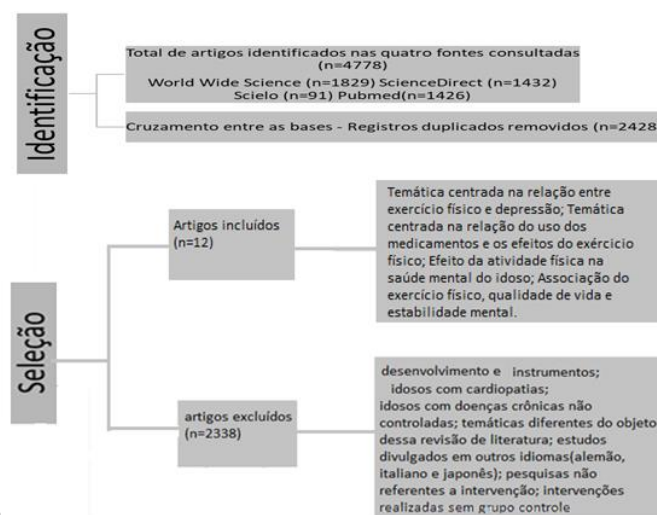 Identificação
Total de artigos identificados nas quatro fontes consultadas
(n=4778)
World Wide Science (n=1829) ScienceDirect (n=1432)
Scielo (n=91) Pubmed(n=1426)
Cruzamento entre as bases - Registros duplicados removidos (n=2428
Seleção
Artigos incluídos
(n=12)
Temática centrada na relação entre
exercício físico e depressão; Temática
centrada na relação do uso dos
medicamentos e os efeitos do exércicio
físico; Efeito da atividade física na
saúde mental do idoso; Associação do
exercício físico, qualidade de vida e
estabilidade mental.
artigos excluídos
(n=2338)
desenvolvimento e instrumentos;
idosos com cardiopatias;
idosos com doenças crônicas não
controladas; temáticas diferentes do objeto
dessa revisão de literatura; estudos
divulgados em outros idiomas(alemão,
italiano e japonês); pesquisas não
referentes a intervenção; intervenções
realizadas sem grupo controle